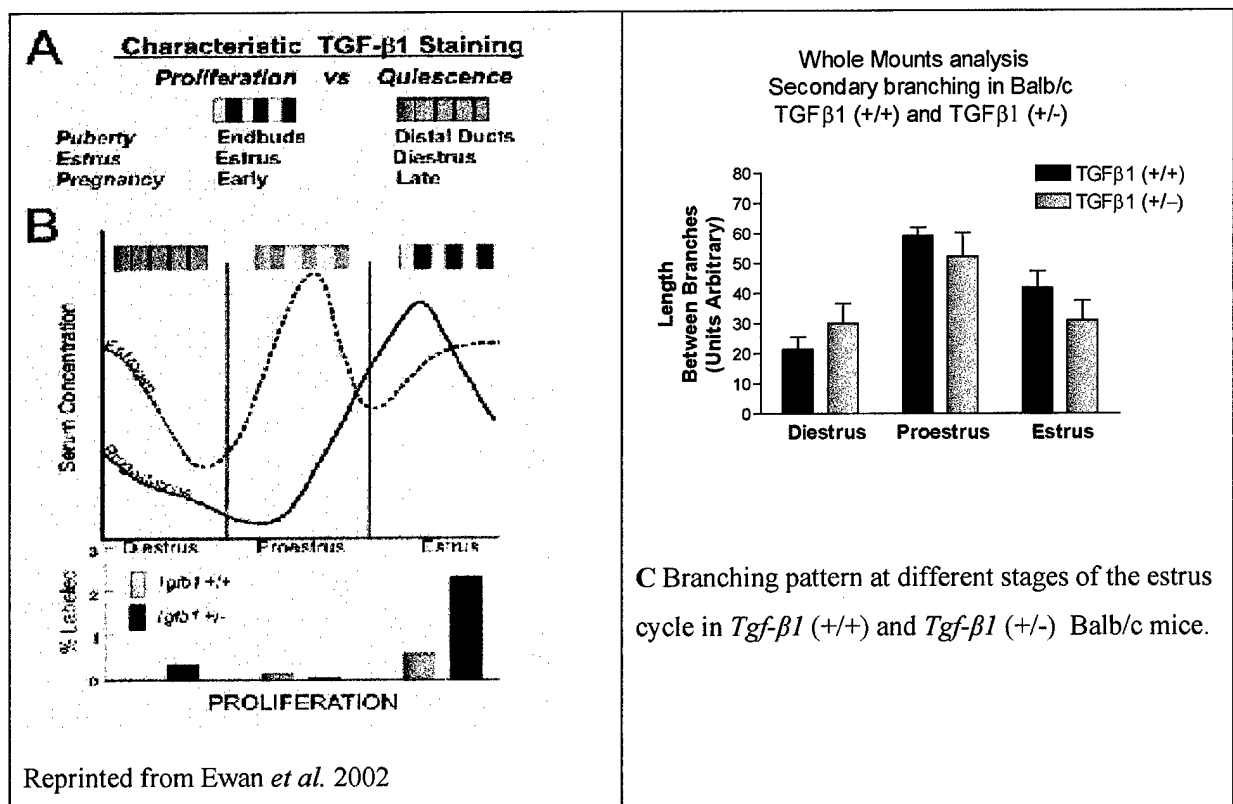 A
Characteristic TGF-β1 Staining
Proliferation vs Quiescence
Puberty Endbuds Distal Ducts
Estrus Estrus Diestrus
Pregnancy Early Late
B
Serum Concentration
Estrogen
Progesterone
Diestrus Proestrus Estrus
% Labeled
3
2
1
0
Tgfb1 +/+
Tgfb1 +/-
PROLIFERATION
Reprinted from Ewan et al. 2002
Whole Mounts analysis
Secondary branching in Balb/c
TGFβ1 (+/+) and TGFβ1 (+/-)
TGFβ1 (+/+)
TGFβ1 (+/–)
Length
Between Branches
(Units Arbitrary)
80
70
60
50
40
30
20
10
0
Diestrus Proestrus Estrus
C Branching pattern at different stages of the estrus
cycle in Tgf-β1 (+/+) and Tgf-β1 (+/-) Balb/c mice.